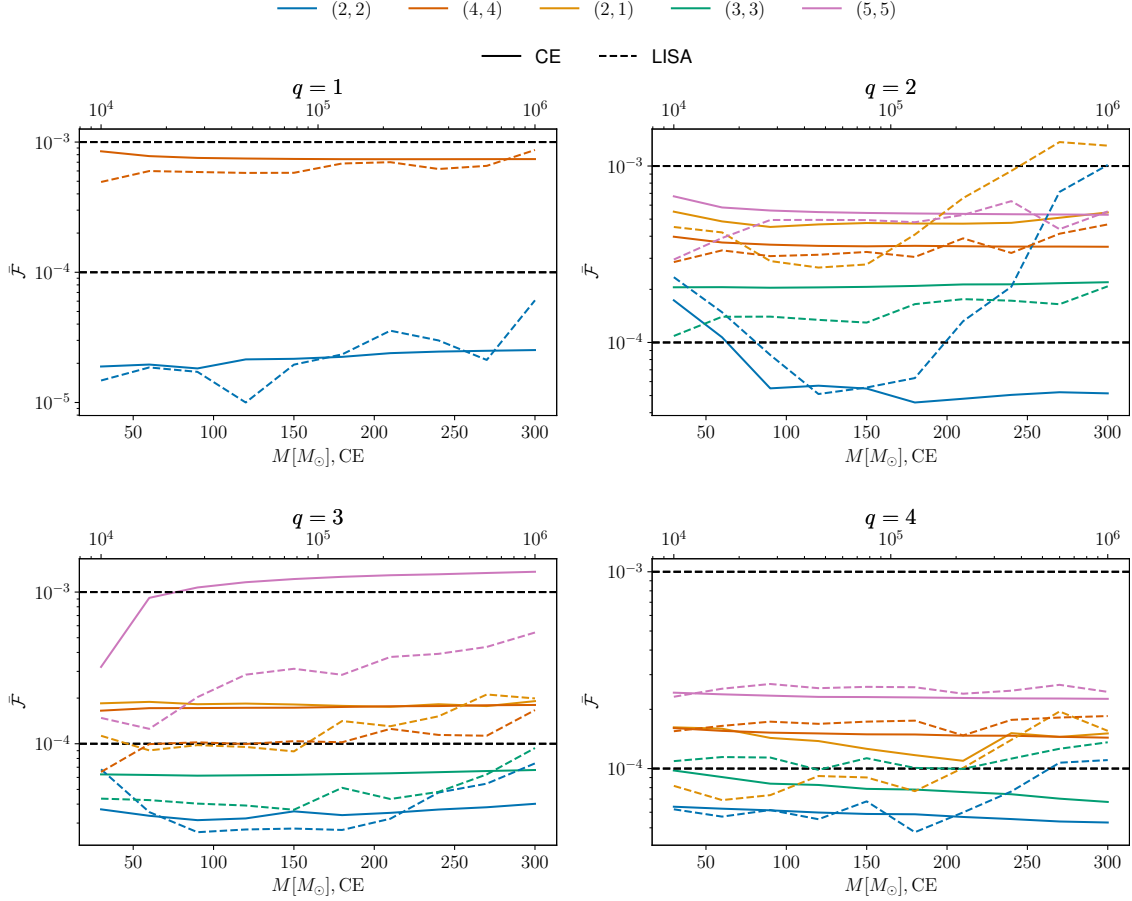 (2, 2) (4, 4) (2, 1) (3, 3) (5, 5)
CE LISA
q = 1
10^4 10^5 10^6
10^-3
10^-4
10^-5
F̄
50 100 150 200 250 300
M[M⊙], CE
q = 2
10^4 10^5 10^6
10^-3
10^-4
F̄
50 100 150 200 250 300
M[M⊙], CE
q = 3
10^4 10^5 10^6
10^-3
10^-4
F̄
50 100 150 200 250 300
M[M⊙], CE
q = 4
10^4 10^5 10^6
10^-3
10^-4
F̄
50 100 150 200 250 300
M[M⊙], CE